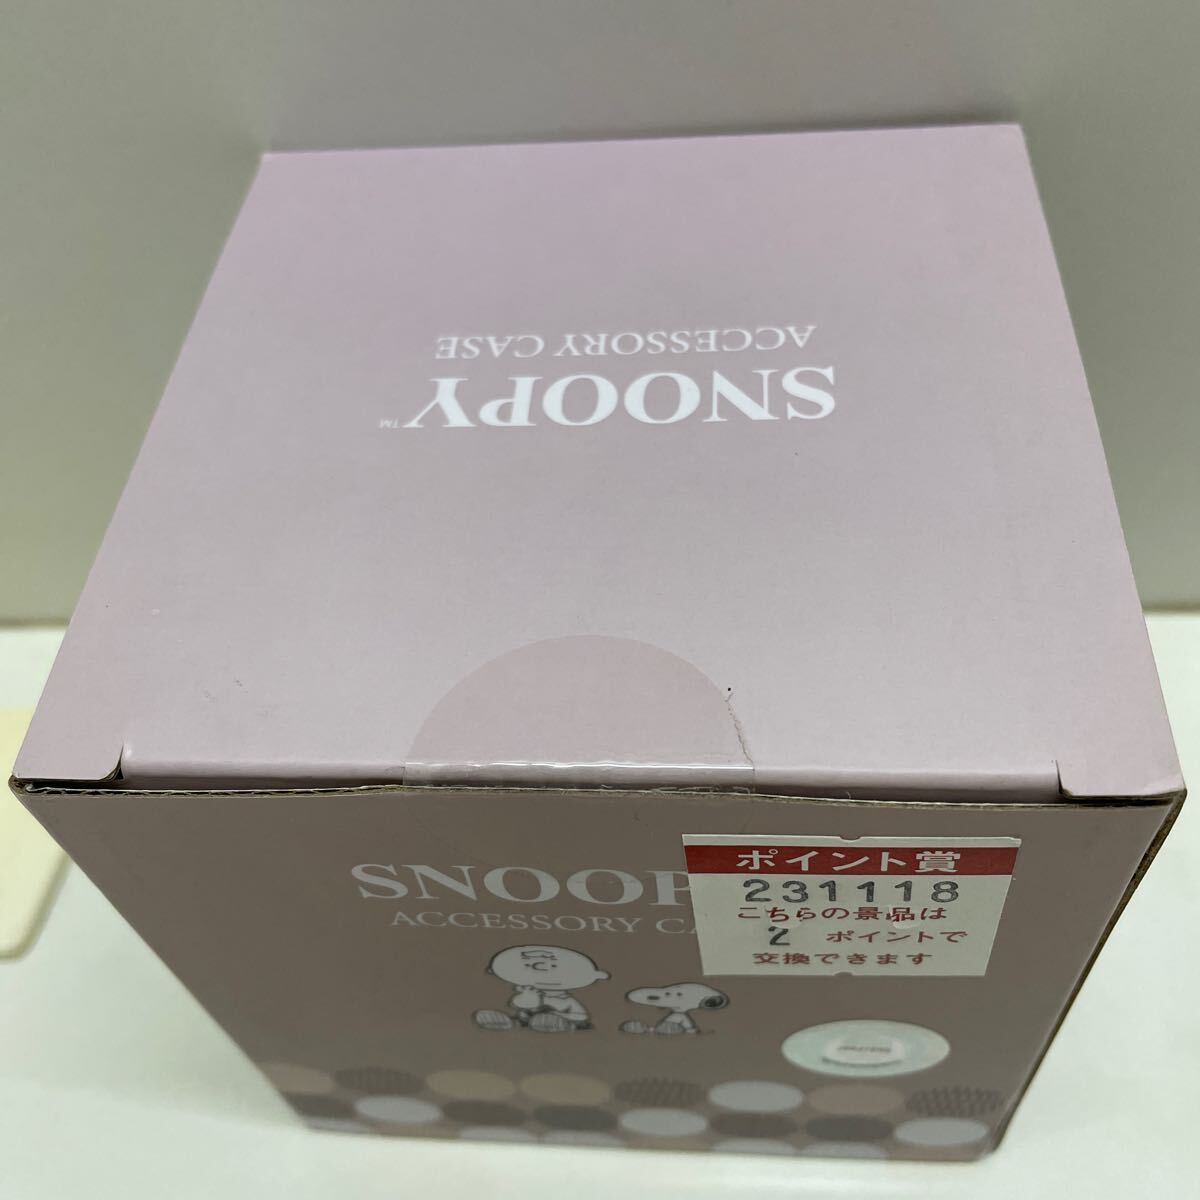 SNOOPY™
ACCESSORY CASE
SNOOP
ACCESSORY CA
ポイント賞
231118
こちらの景品は
2 ポイントで
交換できます